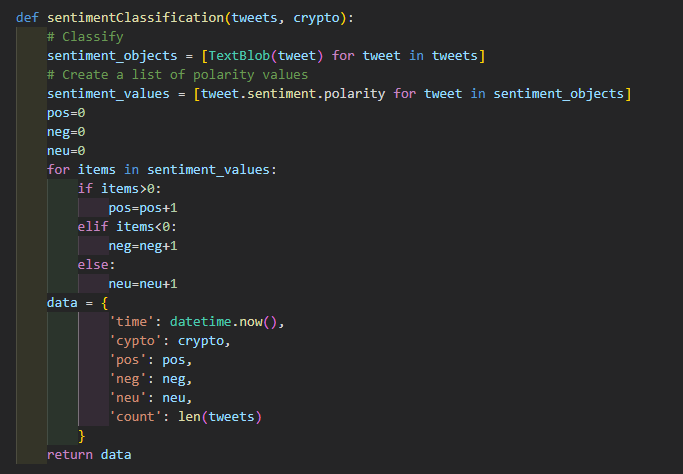 def sentimentClassification(tweets, crypto):
    # Classify
    sentiment_objects = [TextBlob(tweet) for tweet in tweets]
    # Create a list of polarity values
    sentiment_values = [tweet.sentiment.polarity for tweet in sentiment_objects]
    pos=0
    neg=0
    neu=0
    for items in sentiment_values:
        if items>0:
            pos=pos+1
        elif items<0:
            neg=neg+1
        else:
            neu=neu+1
    data = {
            'time': datetime.now(),
            'cypto': crypto,
            'pos': pos,
            'neg': neg,
            'neu': neu,
            'count': len(tweets)
        }
    return data